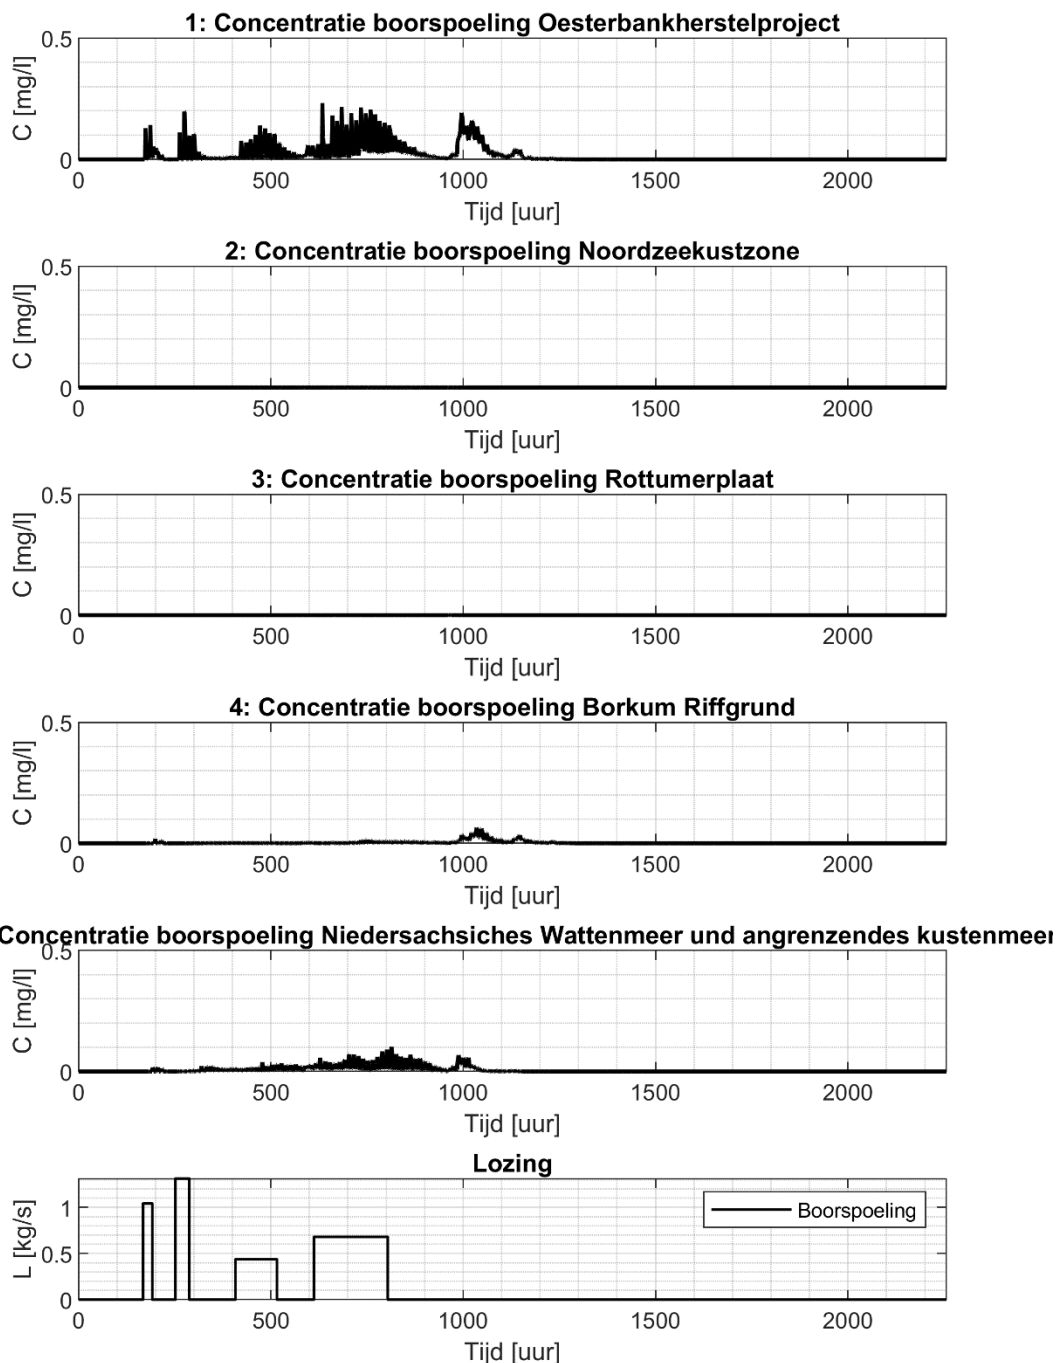 1: Concentratie boorspoeling Oesterbankherstelproject
0.5
C [mg/l]
0
0 500 1000 1500 2000
Tijd [uur]
2: Concentratie boorspoeling Noordzeekustzone
0.5
C [mg/l]
0
0 500 1000 1500 2000
Tijd [uur]
3: Concentratie boorspoeling Rottumerplaat
0.5
C [mg/l]
0
0 500 1000 1500 2000
Tijd [uur]
4: Concentratie boorspoeling Borkum Riffgrund
0.5
C [mg/l]
0
0 500 1000 1500 2000
Tijd [uur]
Concentratie boorspoeling Niedersachsiches Wattenmeer und angrenzendes kustenmeer
0.5
C [mg/l]
0
0 500 1000 1500 2000
Tijd [uur]
Lozing
1
L [kg/s]
0.5
0
Boorspoeling
0 500 1000 1500 2000
Tijd [uur]